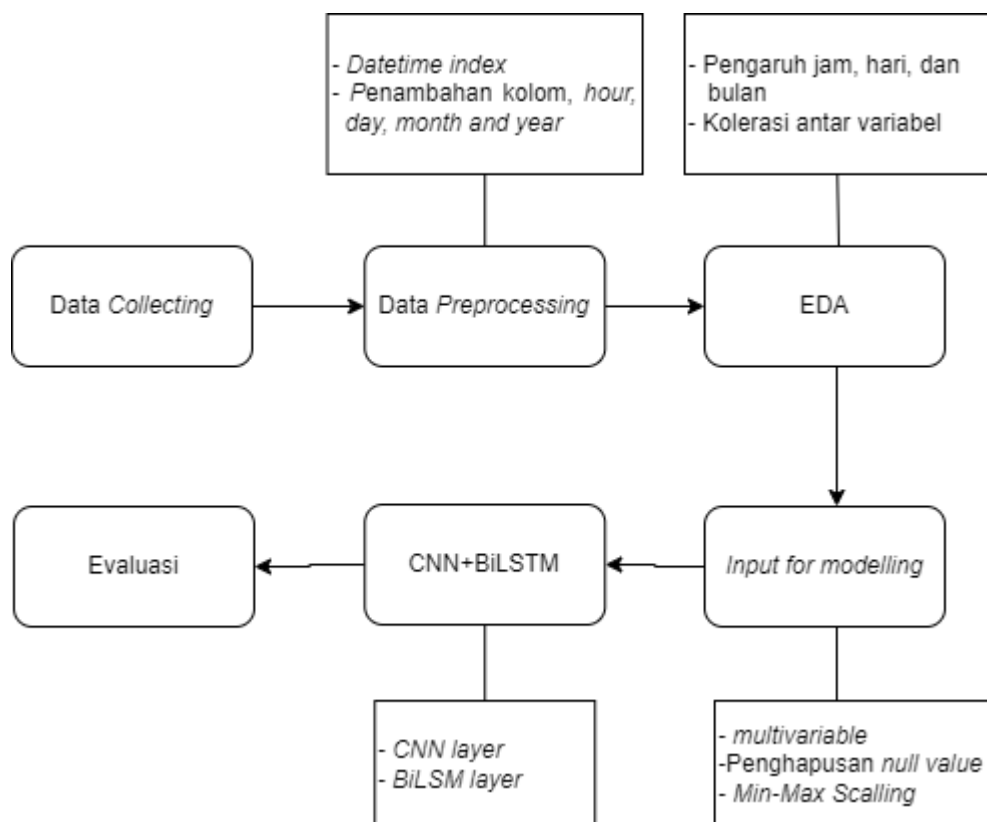 - Datetime index
- Penambahan kolom, hour,
day, month and year
- Pengaruh jam, hari, dan
bulan
- Kolerasi antar variabel
Data Collecting
Data Preprocessing
EDA
Evaluasi
CNN+BiLSTM
Input for modelling
- CNN layer
- BiLSM layer
- multivariable
-Penghapusan null value
- Min-Max Scalling